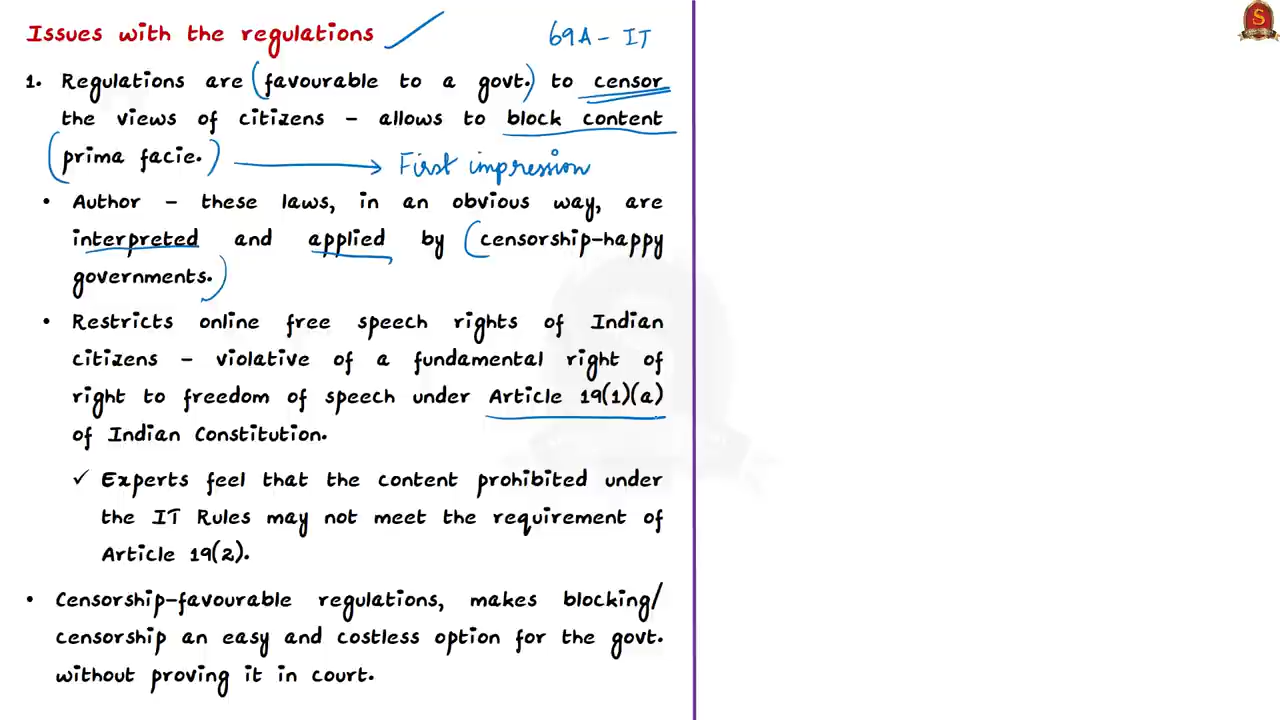 Issues with the regulations
69A - IT
1. Regulations are (favourable to a govt.) to censor
the views of citizens - allows to block content
(prima facie.) → First impression
• Author - these laws, in an obvious way, are
interpreted and applied by (censorship-happy
governments.)
• Restricts online free speech rights of Indian
citizens - violative of a fundamental right of
right to freedom of speech under Article 19(1)(a)
of Indian Constitution.
✓ Experts feel that the content prohibited under
the IT Rules may not meet the requirement of
Article 19(2).
• Censorship-favourable regulations, makes blocking/
censorship an easy and costless option for the govt.
without proving it in court.
S